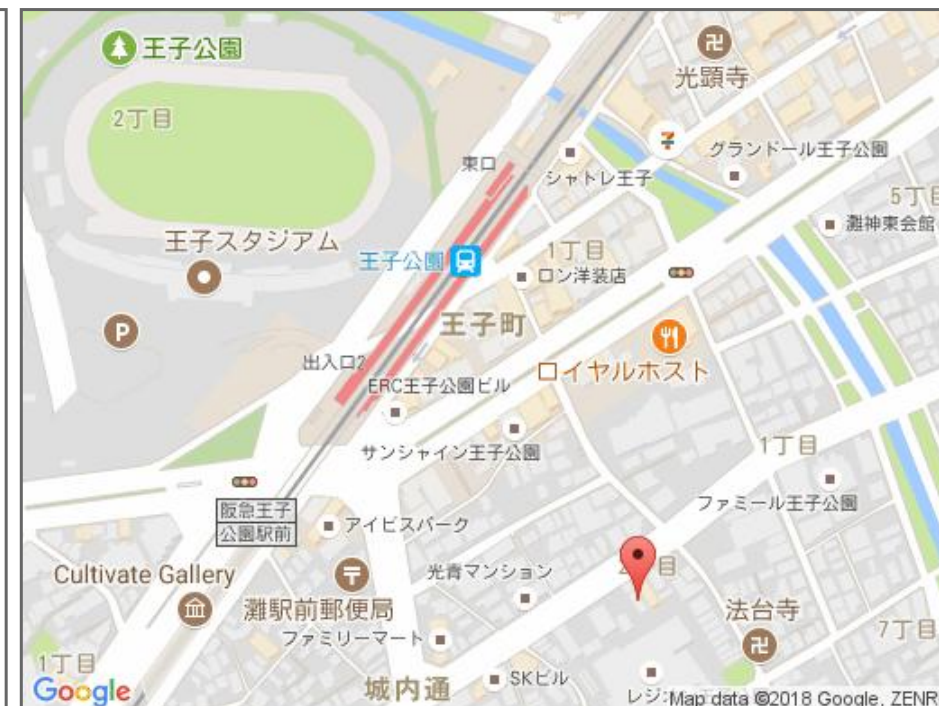 王子公園
光顕寺
2丁目
グランドール王子公園
東口
シャトレ王子
5丁目
灘神東会館
王子スタジアム
1丁目
王子公園
ロン洋装店
P
王子町
出入口2
ロイヤルホスト
ERC王子公園ビル
サンシャイン王子公園
1丁目
ファミール王子公園
阪急王子
公園駅前
アイビスパーク
Cultivate Gallery
光青マンション
灘駅前郵便局
法台寺
ファミリーマート
7丁目
1丁目
SKビル
Google
城内通
Map data ©2018 Google, ZENR